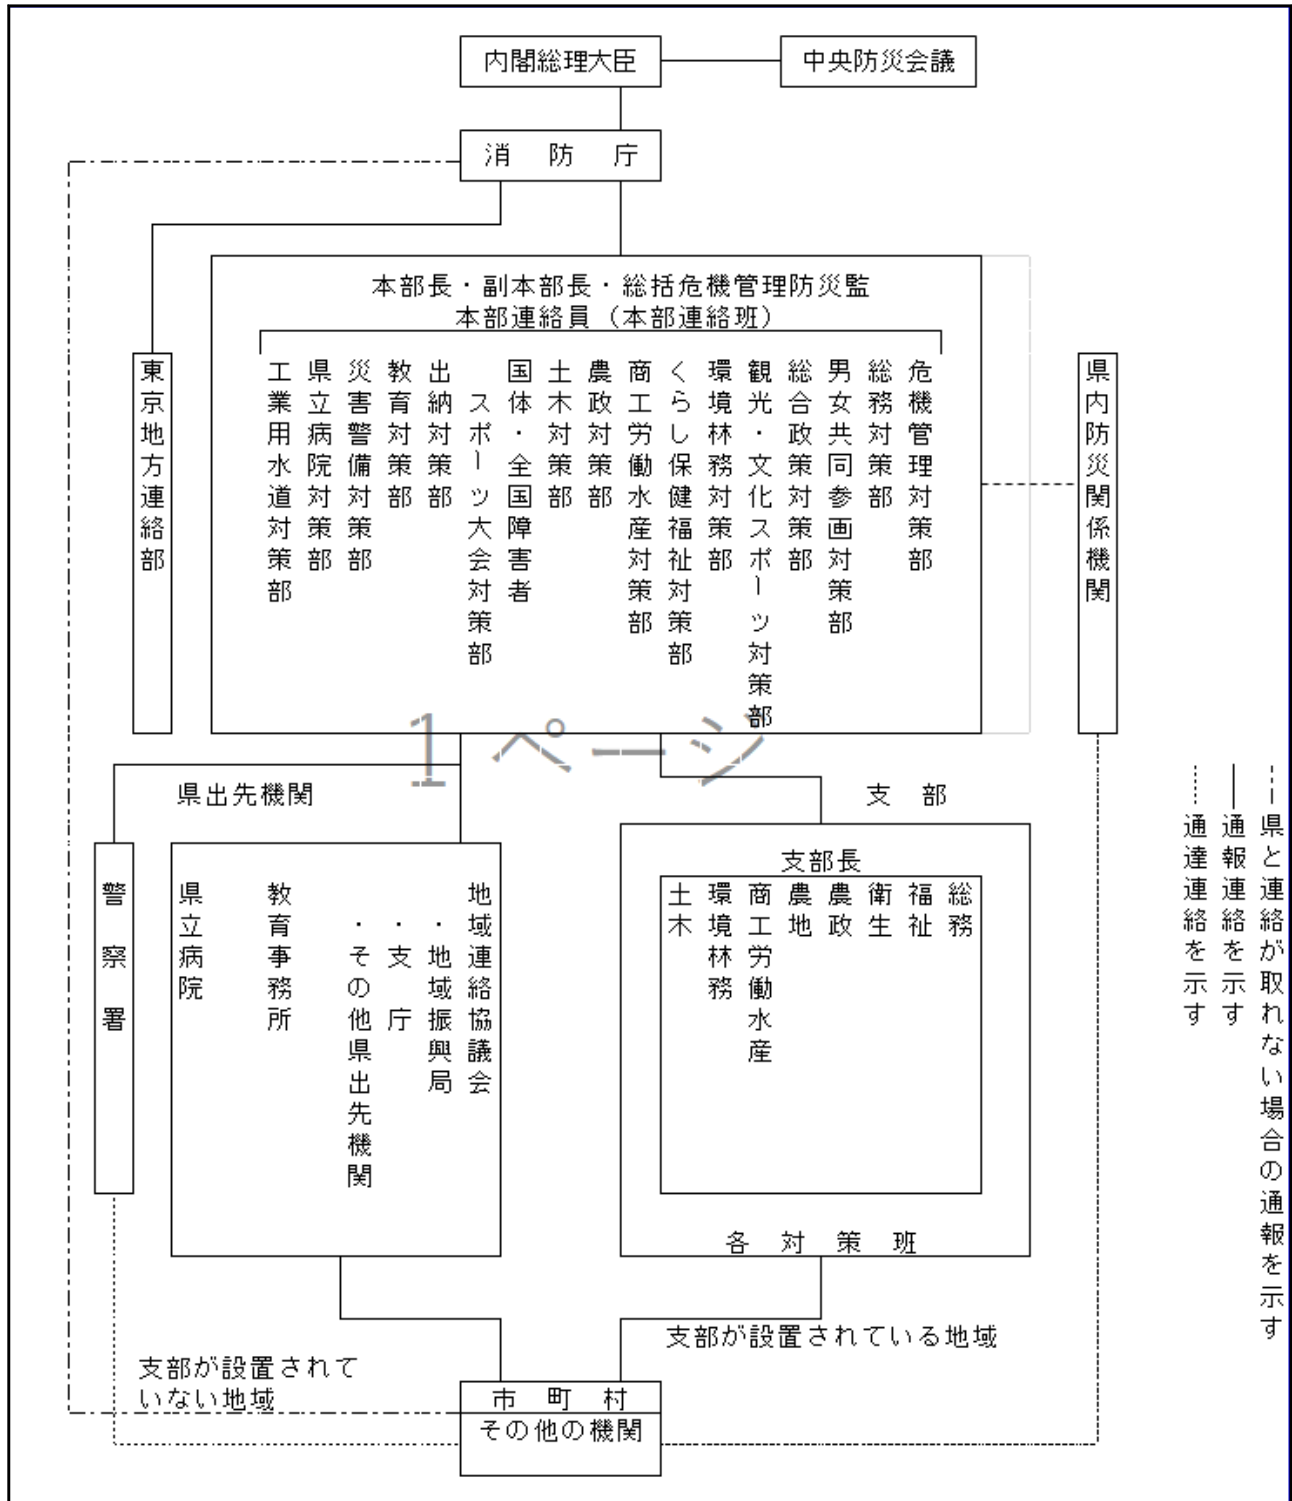 内閣総理大臣
中央防災会議
消防庁
本部長・副本部長・総括危機管理防災監
本部連絡員（本部連絡班）
危機管理対策部
総務対策部
男女共同参画対策部
総合政策対策部
観光・文化スポーツ対策部
環境林務対策部
くらし保健福祉対策部
商工労働水産対策部
農政対策部
土木対策部
国体・全国障害者
スポーツ大会対策部
出納対策部
教育対策部
災害警備対策部
県立病院対策部
工業用水道対策部
東京地方連絡部
県内防災関係機関
1 ページ
県出先機関
支部
警察署
地域連絡協議会
・地域振興局
・支庁
・その他県出先機関
教育事務所
県立病院
支部長
総務
福祉
衛生
農政
農地
商工労働水産
環境林務
土木
各対策班
県と連絡が取れない場合の通報を示す
通報連絡を示す
通達連絡を示す
支部が設置されている地域
支部が設置されて
いない地域
市町村
その他の機関